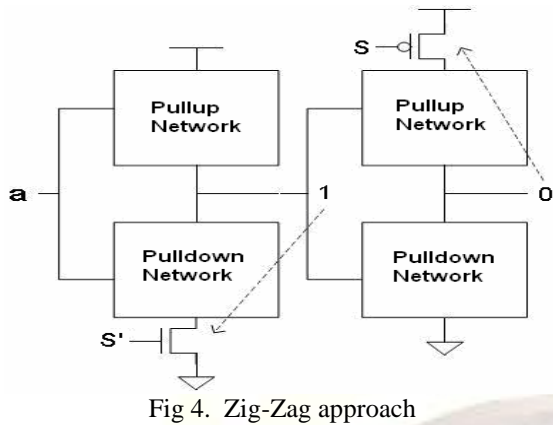 S
Pullup
Network
Pullup
Network
a
1
0
Pulldown
Network
Pulldown
Network
S'
Fig 4. Zig-Zag approach